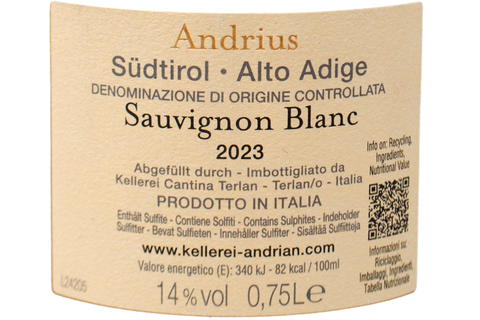 Andrius
Südtirol · Alto Adige
DENOMINAZIONE DI ORIGINE CONTROLLATA
Sauvignon Blanc
2023
Abgefüllt durch - Imbottigliato da
Kellerei Cantina Terlan - Terlan/o - Italia
PRODOTTO IN ITALIA
Enthält Sulfite - Contiene Solfiti - Contains Sulphites - Indeholder
Sulfitter - Bevat Sulfieten - Innehåller Sulfiter - Sisältää Sulfiitteja
www.kellerei-andrian.com
Valore energetico (E): 340 kJ - 82 kcal / 100ml
14%vol 0,75Le
L24205
Info on: Recycling,
Ingredients,
Nutritional Value
Informazioni su:
Riciclaggio,
Imballaggi, Ingredienti,
Tabella Nutrizionale